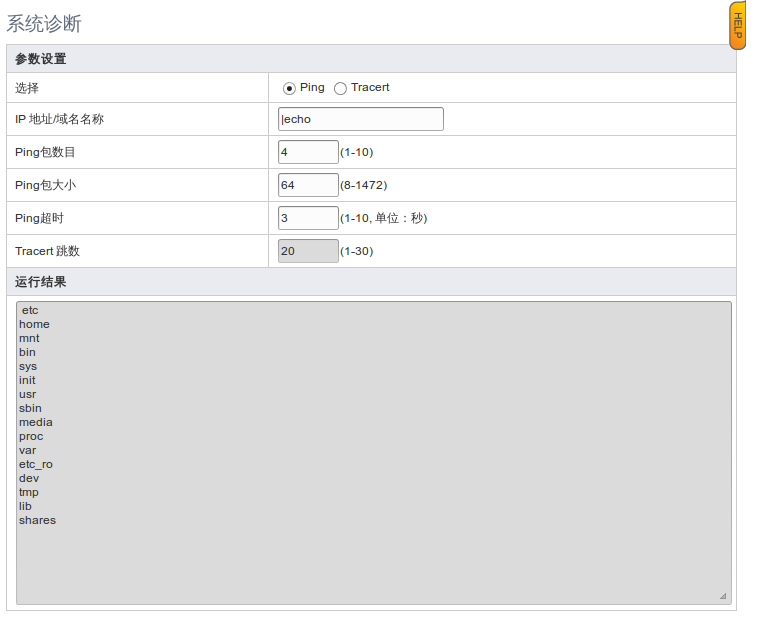 系统诊断
HELP
参数设置
选择 Ping Tracert
IP 地址/域名名称 |echo
Ping包数目 4 (1-10)
Ping包大小 64 (8-1472)
Ping超时 3 (1-10, 单位：秒)
Tracert 跳数 20 (1-30)
运行结果
etc
home
mnt
bin
sys
init
usr
sbin
media
proc
var
etc_ro
dev
tmp
lib
shares